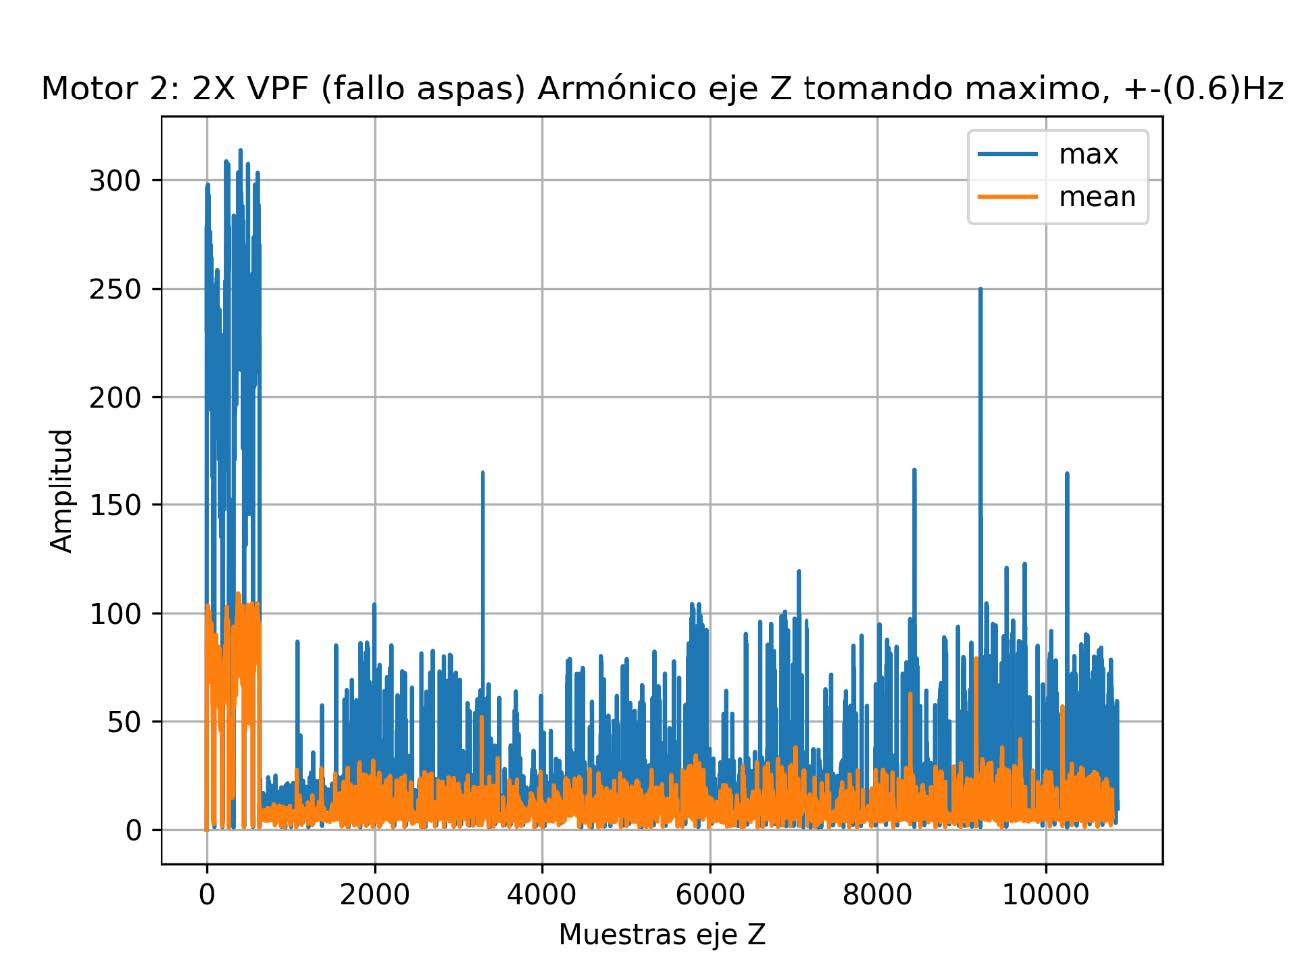 Motor 2: 2X VPF (fallo aspas) Armónico eje Z tomando maximo, +-(0.6)Hz
max
mean
300
250
200
150
100
50
0
Amplitud
0 2000 4000 6000 8000 10000
Muestras eje Z